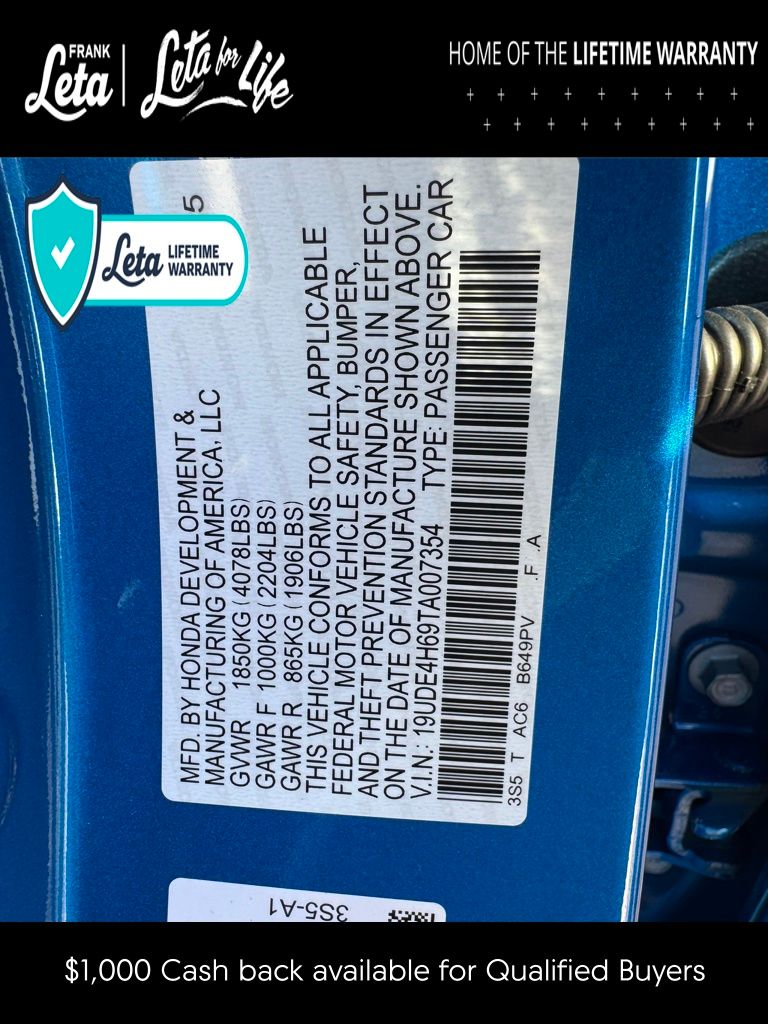 FRANK
Leta
Leta for Life
HOME OF THE LIFETIME WARRANTY
Leta LIFETIME
WARRANTY
5
MFD. BY HONDA DEVELOPMENT &
MANUFACTURING OF AMERICA, LLC
GVWR 1850KG (4078LBS)
GAWR F 1000KG (2204LBS)
GAWR R 865KG (1906LBS)
THIS VEHICLE CONFORMS TO ALL APPLICABLE
FEDERAL MOTOR VEHICLE SAFETY, BUMPER,
AND THEFT PREVENTION STANDARDS IN EFFECT
ON THE DATE OF MANUFACTURE SHOWN ABOVE.
V.I.N.: 19UDE4H69TA007354 TYPE: PASSENGER CAR
3S5 T AC6 B649PV .F .A
3S5-A1
$1,000 Cash back available for Qualified Buyers